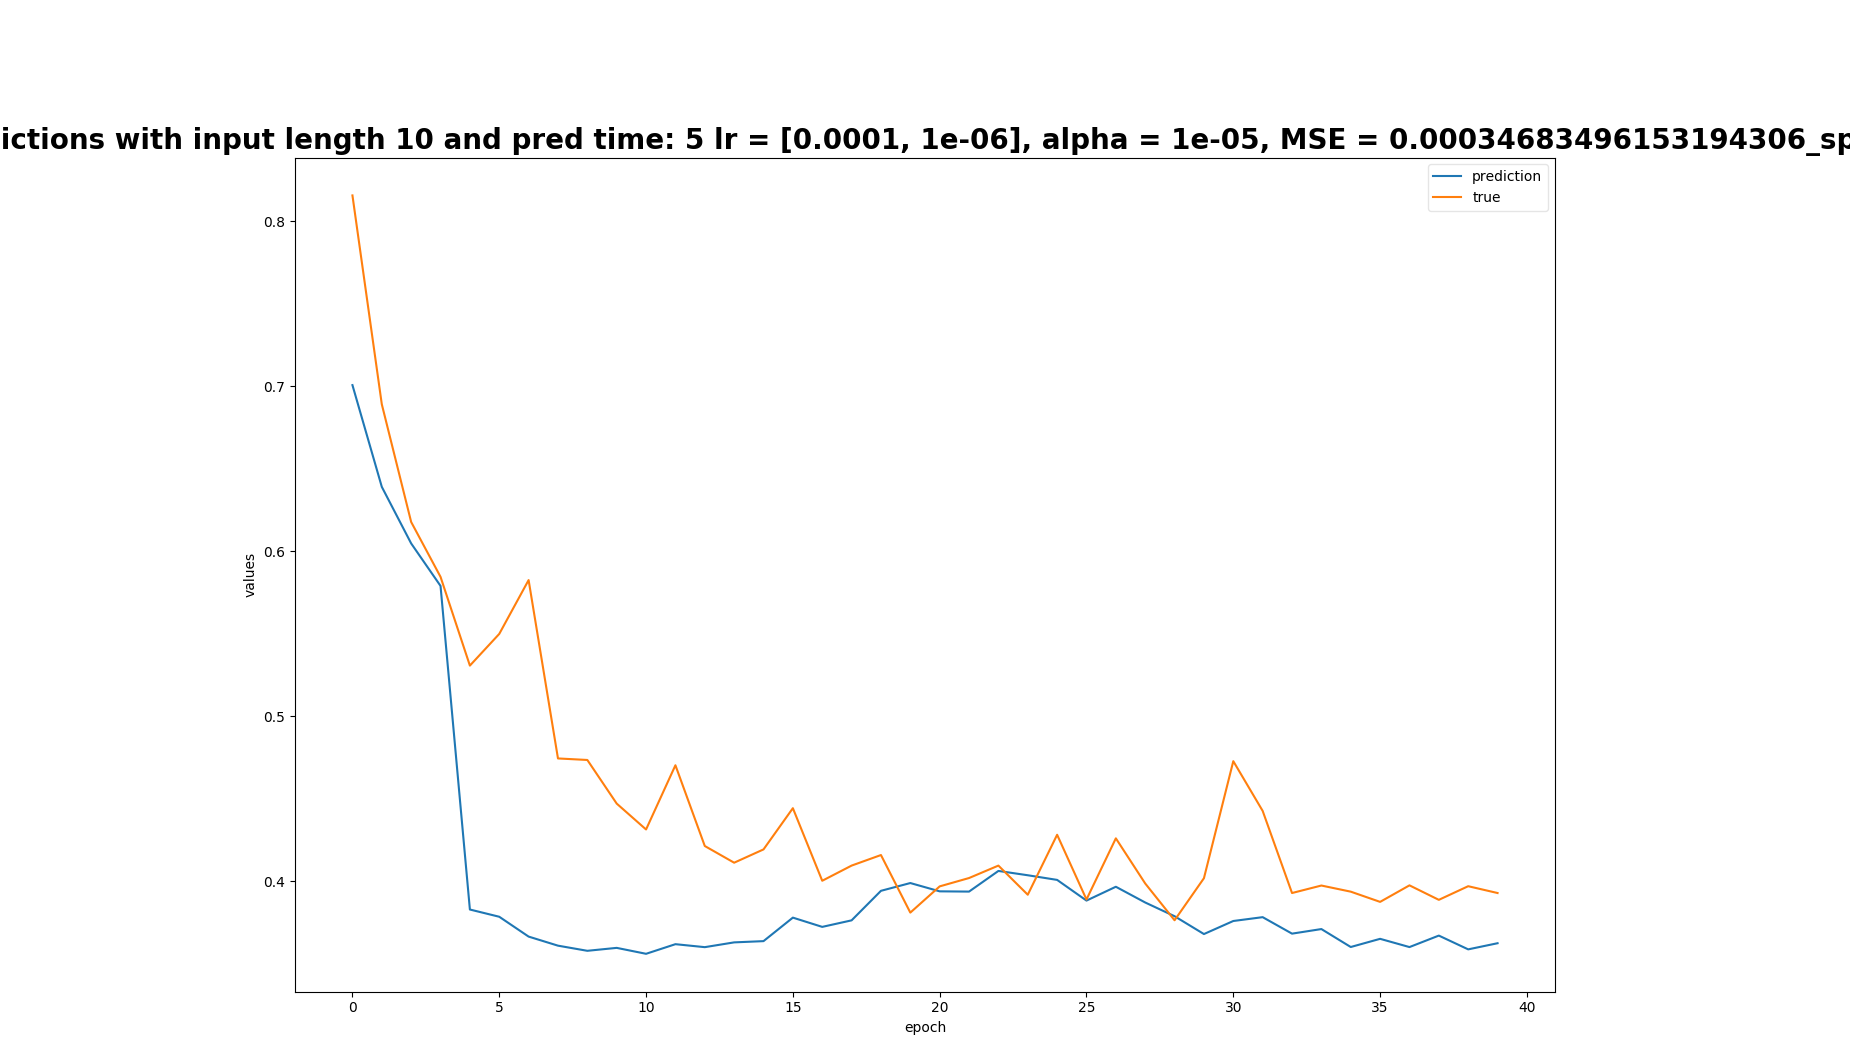 ictions with input length 10 and pred time: 5 lr = [0.0001, 1e-06], alpha = 1e-05, MSE = 0.00034683496153194306_sp
prediction
true
0.8
0.7
0.6
0.5
0.4
values
0 5 10 15 20 25 30 35 40
epoch